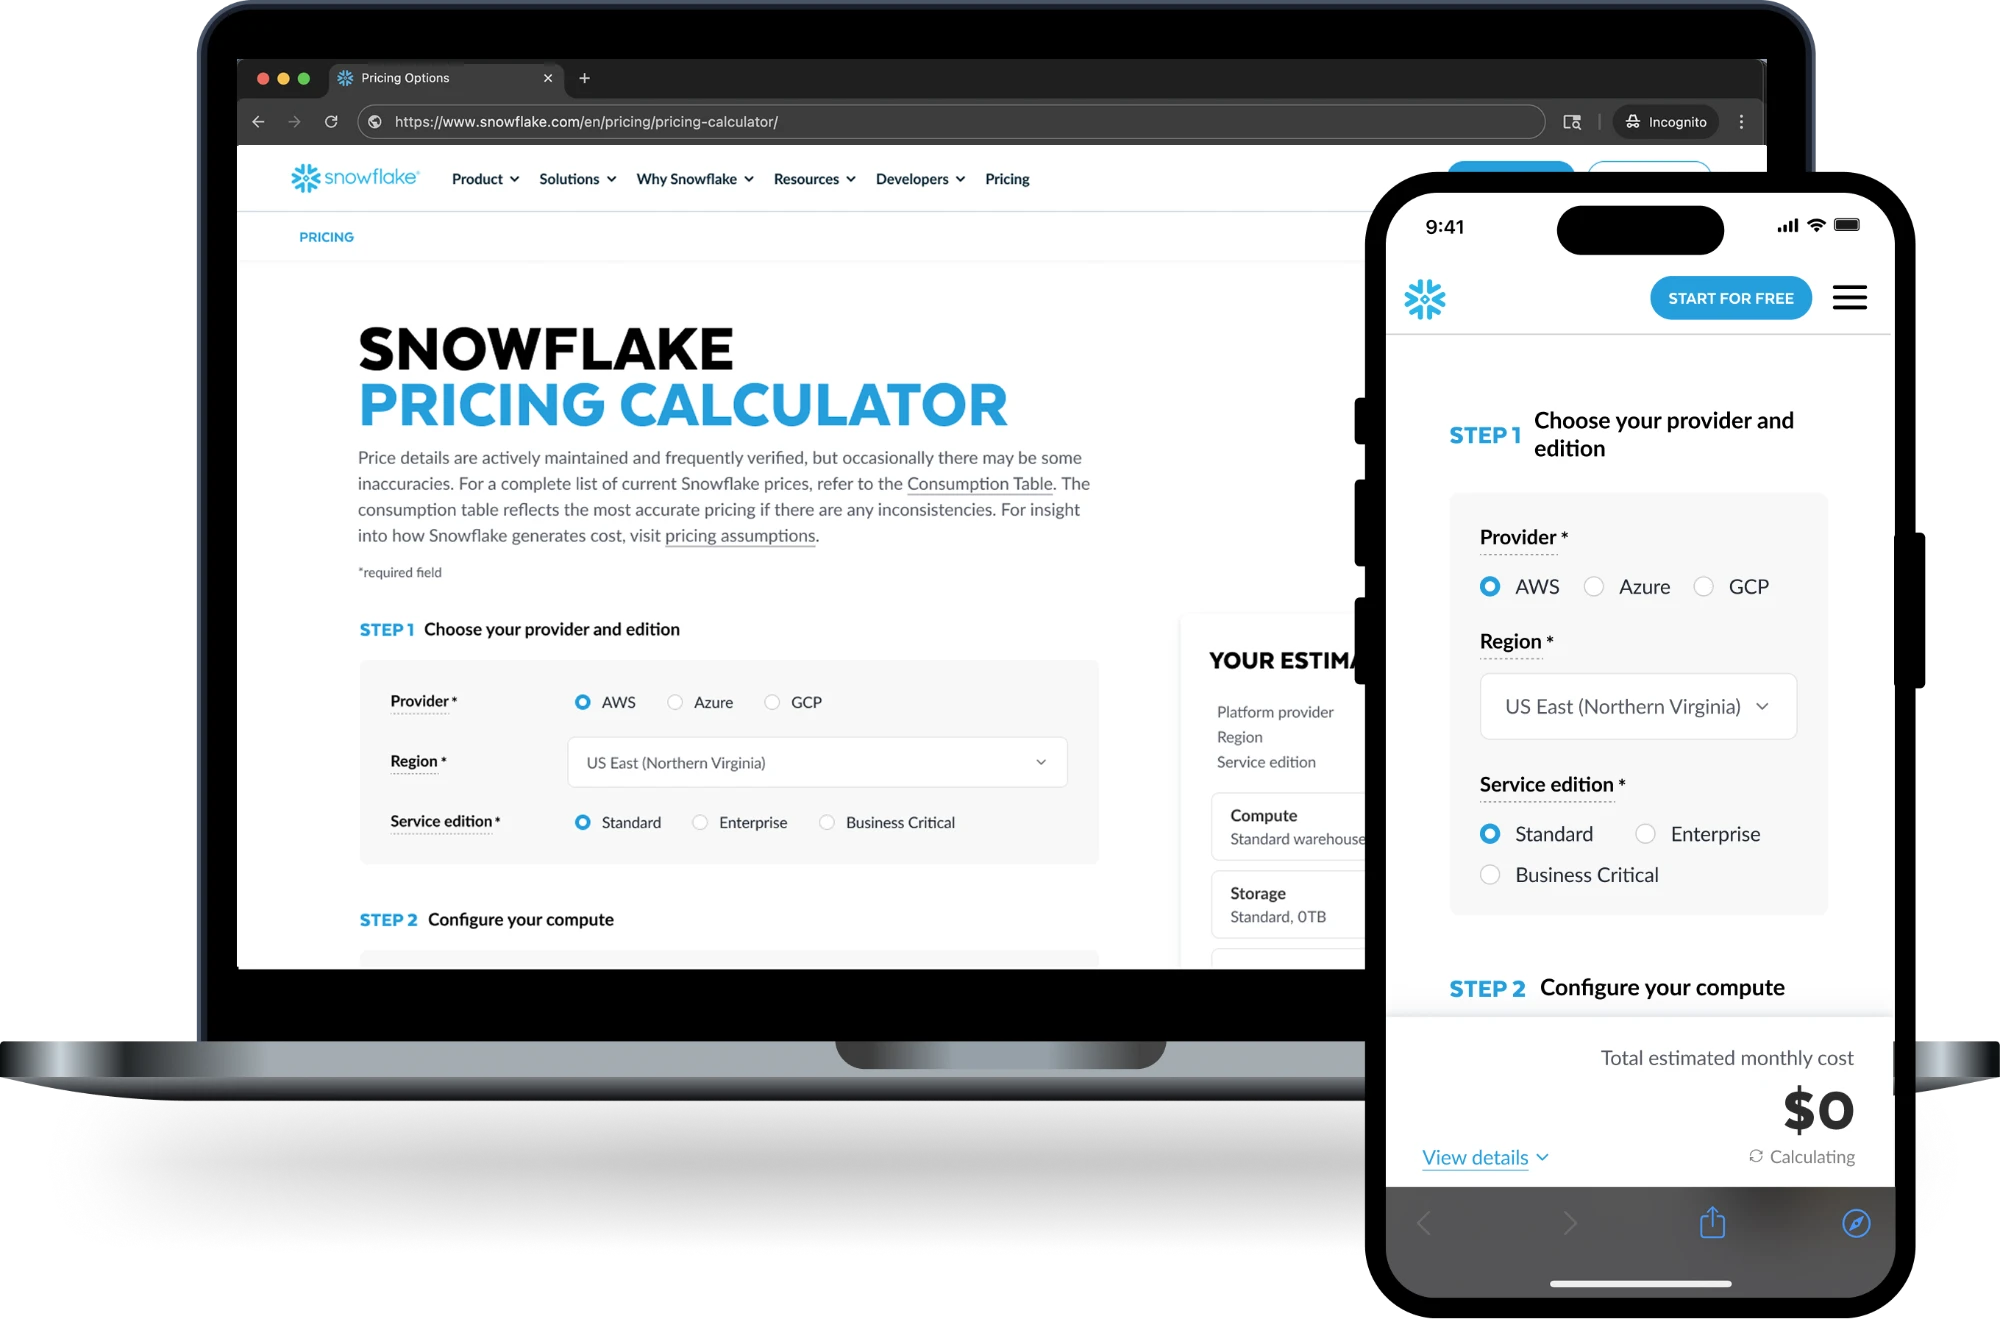 Pricing Options
https://www.snowflake.com/en/pricing/pricing-calculator/
Incognito
snowflake
Product
Solutions
Why Snowflake
Resources
Developers
Pricing
PRICING
SNOWFLAKE
PRICING CALCULATOR
Price details are actively maintained and frequently verified, but occasionally there may be some
inaccuracies. For a complete list of current Snowflake prices, refer to the Consumption Table. The
consumption table reflects the most accurate pricing if there are any inconsistencies. For insight
into how Snowflake generates cost, visit pricing assumptions.
*required field
STEP 1 Choose your provider and edition
Provider*
AWS
Azure
GCP
Region*
US East (Northern Virginia)
Service edition*
Standard
Enterprise
Business Critical
STEP 2 Configure your compute
YOUR ESTIMA
Platform provider
Region
Service edition
Compute
Standard warehouse
Storage
Standard, 0TB
9:41
START FOR FREE
STEP 1
Choose your provider and
edition
Provider *
AWS
Azure
GCP
Region *
US East (Northern Virginia)
Service edition *
Standard
Enterprise
Business Critical
STEP 2 Configure your compute
Total estimated monthly cost
$0
View details
Calculating